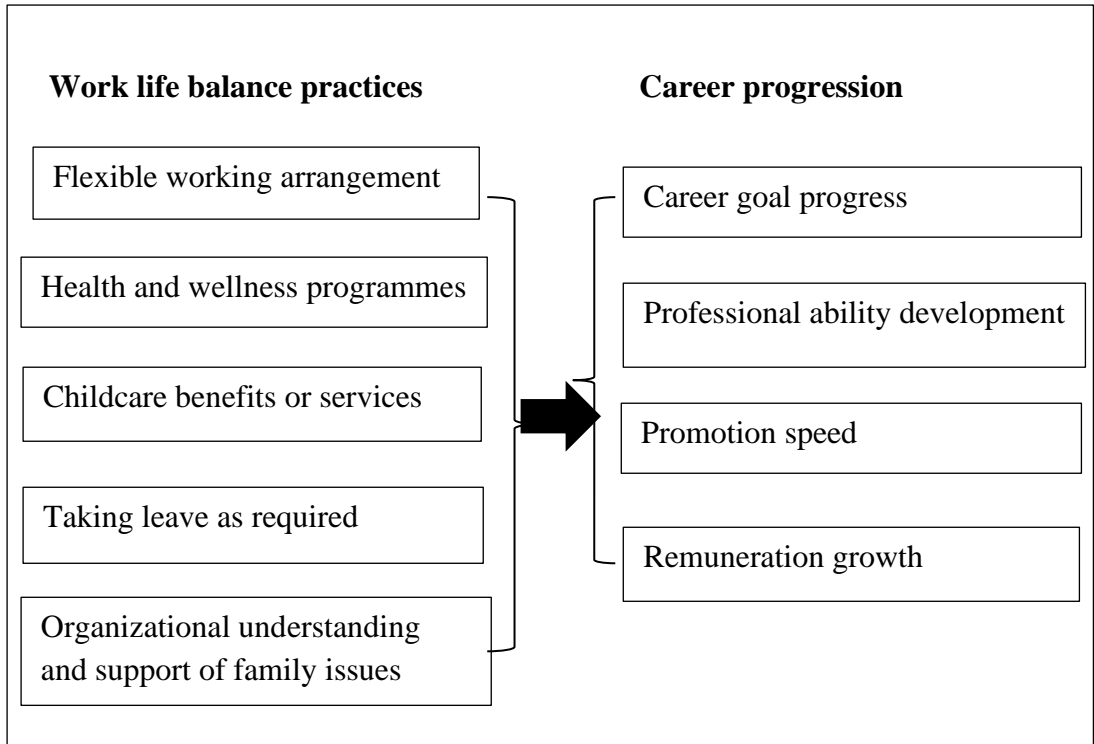 Work life balance practices
Flexible working arrangement
Health and wellness programmes
Childcare benefits or services
Taking leave as required
Organizational understanding
and support of family issues
Career progression
Career goal progress
Professional ability development
Promotion speed
Remuneration growth